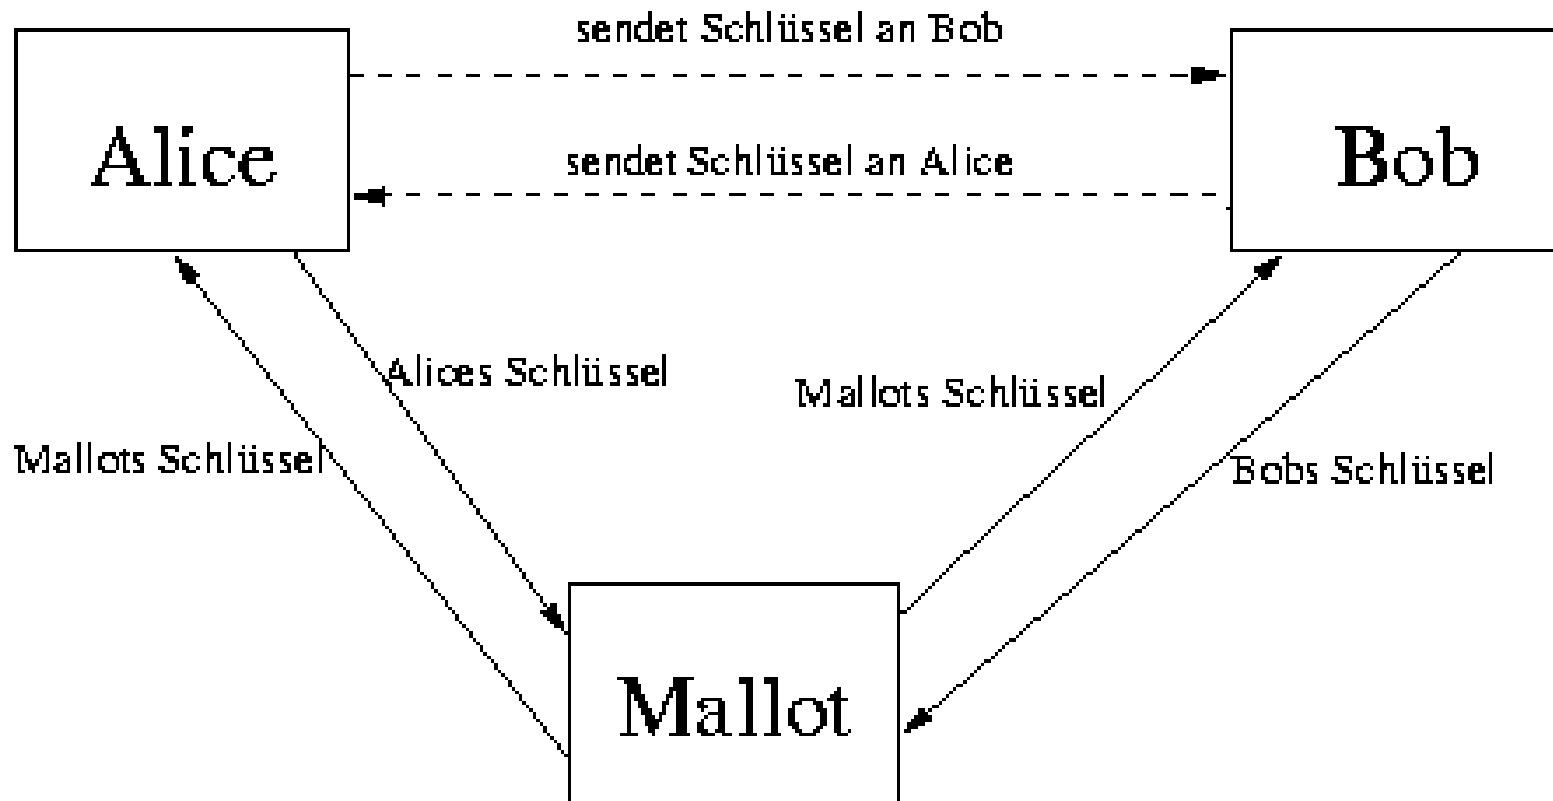 sendet Schlüssel an Bob
Alice
Bob
sendet Schlüssel an Alice
Alices Schlüssel
Mallots Schlüssel
Mallots Schlüssel
Bobs Schlüssel
Mallot